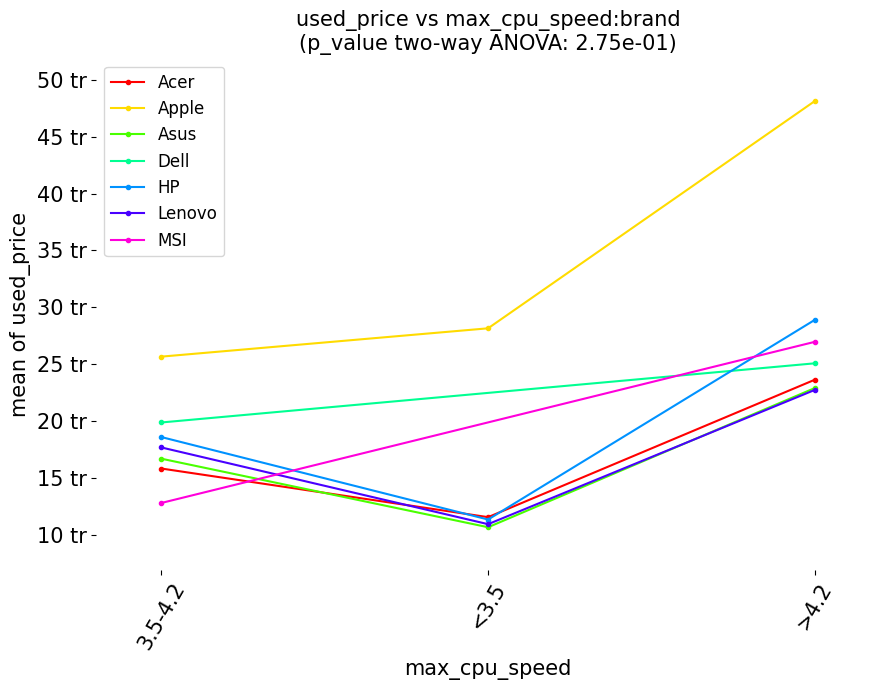 used_price vs max_cpu_speed:brand
(p_value two-way ANOVA: 2.75e-01)
Acer
Apple
Asus
Dell
HP
Lenovo
MSI
50 tr
45 tr
40 tr
35 tr
30 tr
25 tr
20 tr
15 tr
10 tr
mean of used_price
3.5-4.2
<3.5
>4.2
max_cpu_speed